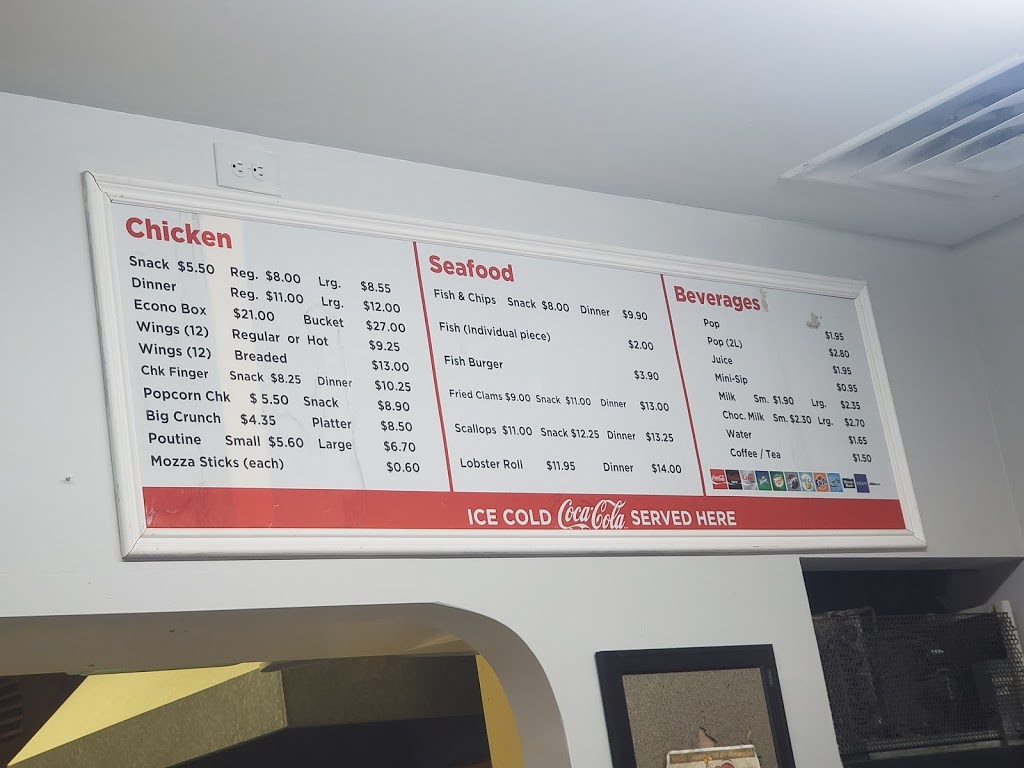 Chicken
Snack $5.50 Reg. $8.00 Lrg. $8.55
Dinner Reg. $11.00 Lrg. $12.00
Econo Box $21.00 Bucket $27.00
Wings (12) Regular or Hot $9.25
Wings (12) Breaded $13.00
Chk Finger Snack $8.25 Dinner $10.25
Popcorn Chk $ 5.50 Snack $8.90
Big Crunch $4.35 Platter $8.50
Poutine Small $5.60 Large $6.70
Mozza Sticks (each) $0.60
Seafood
Fish & Chips Snack $8.00 Dinner $9.90
Fish (Individual piece) $2.00
Fish Burger $3.90
Fried Clams $9.00 Snack $11.00 Dinner $13.00
Scallops $11.00 Snack $12.25 Dinner $13.25
Lobster Roll $11.95 Dinner $14.00
Beverages
Pop $1.95
Pop (2L) $2.80
Juice $1.95
Mini-Sip $0.95
Milk Sm. $1.90 Lrg. $2.35
Choc. Milk Sm. $2.30 Lrg. $2.70
Water $1.65
Coffee / Tea $1.50
ICE COLD Coca-Cola SERVED HERE